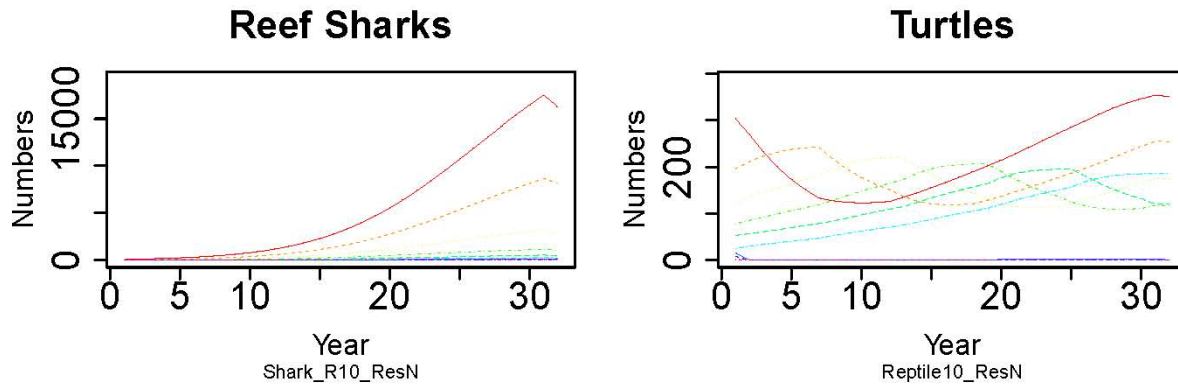 Reef Sharks
Numbers
15000
0
0 5 10 20 30
Year
Shark_R10_ResN
Turtles
Numbers
200
0
0 5 10 20 30
Year
Reptile10_ResN